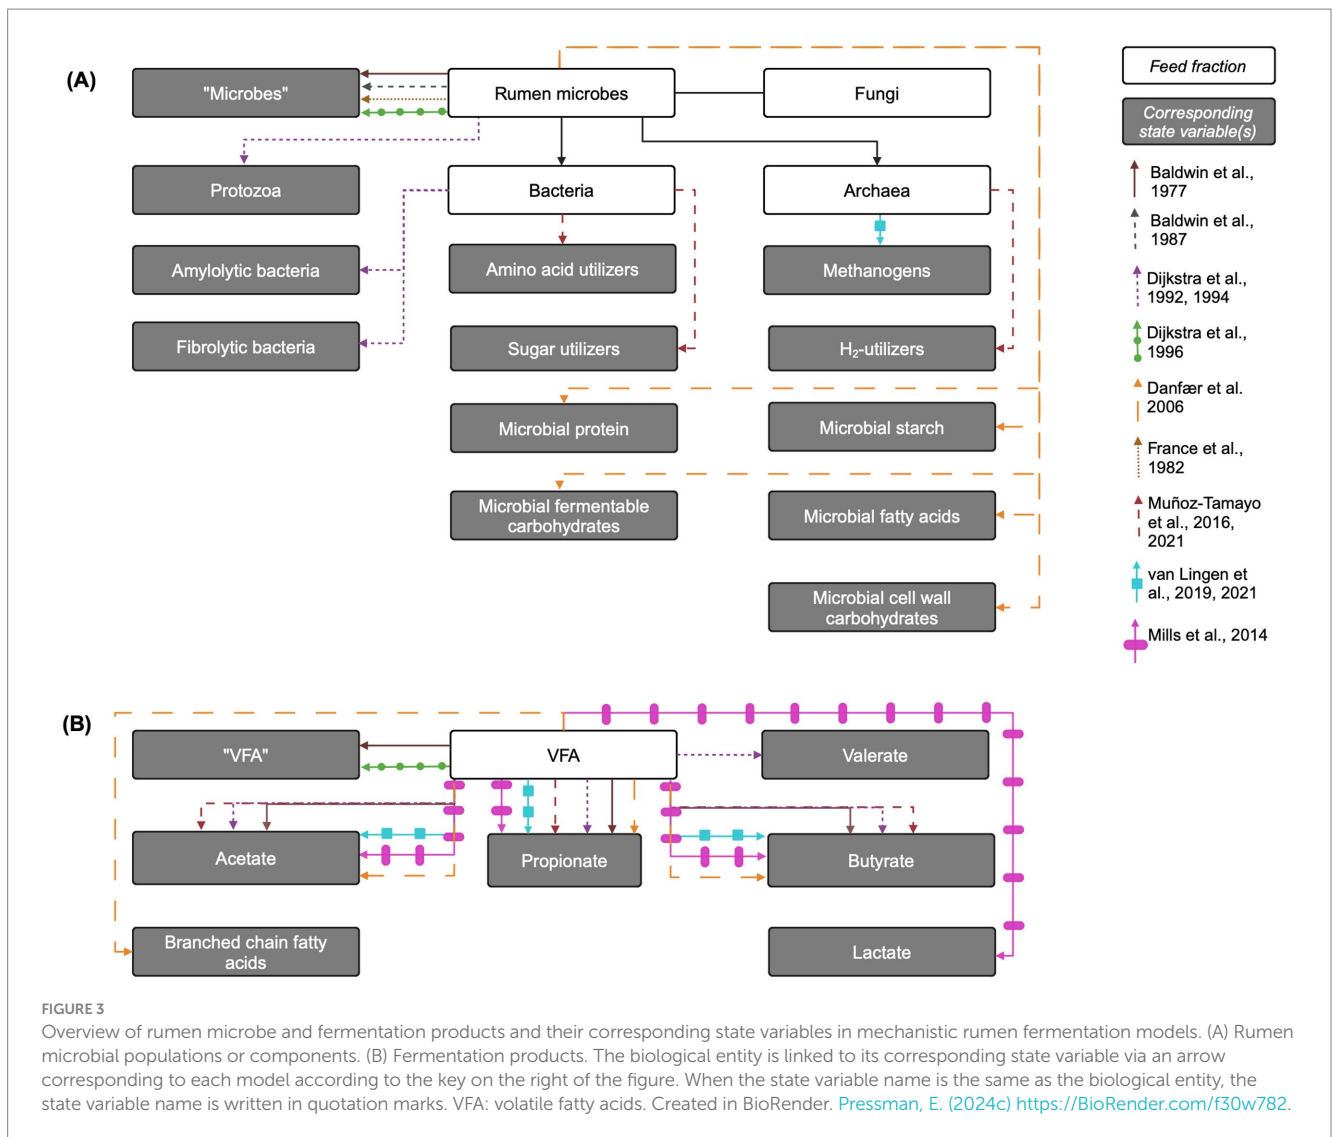 (A)
"Microbes"
Rumen microbes
Fungi
Protozoa
Bacteria
Archaea
Amylolytic bacteria
Amino acid utilizers
Methanogens
Fibrolytic bacteria
Sugar utilizers
H₂-utilizers
Microbial protein
Microbial starch
Microbial fermentable
carbohydrates
Microbial fatty acids
Microbial cell wall
carbohydrates
Feed fraction
Corresponding
state variable(s)
Baldwin et al.,
1977
Baldwin et al.,
1987
Dijkstra et al.,
1992, 1994
Dijkstra et al.,
1996
Danfær et al.
2006
France et al.,
1982
Muñoz-Tamayo
et al., 2016,
2021
van Lingen et
al., 2019, 2021
Mills et al., 2014
(B)
"VFA"
VFA
Valerate
Acetate
Propionate
Butyrate
Branched chain fatty
acids
Lactate
FIGURE 3
Overview of rumen microbe and fermentation products and their corresponding state variables in mechanistic rumen fermentation models. (A) Rumen
microbial populations or components. (B) Fermentation products. The biological entity is linked to its corresponding state variable via an arrow
corresponding to each model according to the key on the right of the figure. When the state variable name is the same as the biological entity, the
state variable name is written in quotation marks. VFA: volatile fatty acids. Created in BioRender. Pressman, E. (2024c) https://BioRender.com/f30w782.